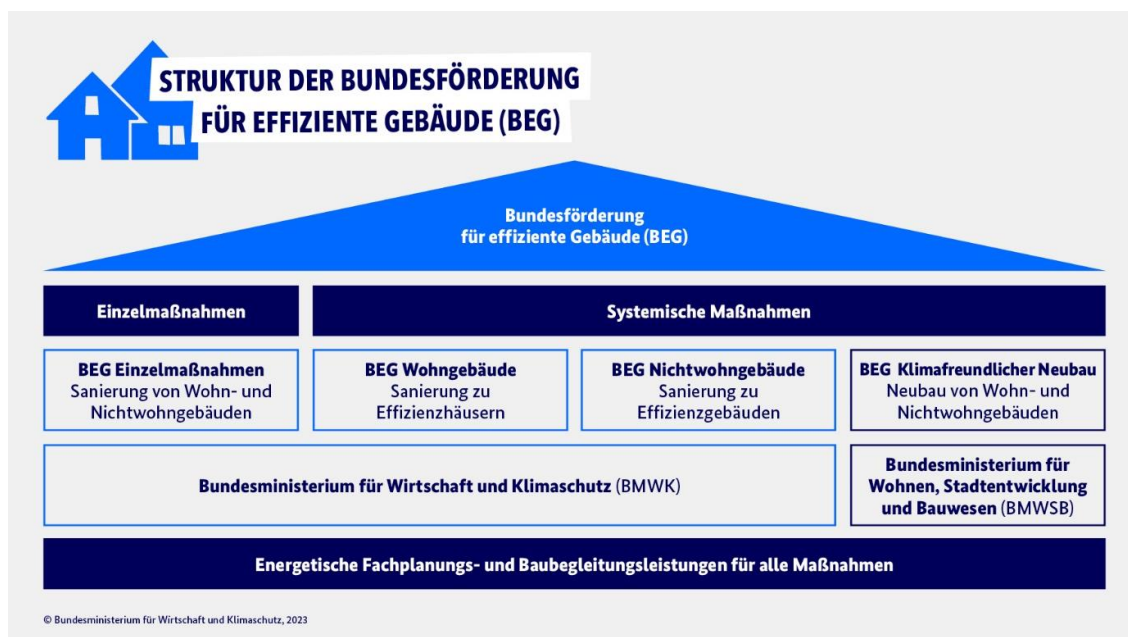 STRUKTUR DER BUNDESFÖRDERUNG
FÜR EFFIZIENTE GEBÄUDE (BEG)
Bundesförderung
für effiziente Gebäude (BEG)
Einzelmaßnahmen
Systemische Maßnahmen
BEG Einzelmaßnahmen
Sanierung von Wohn- und
Nichtwohngebäuden
BEG Wohngebäude
Sanierung zu
Effizienzhäusern
BEG Nichtwohngebäude
Sanierung zu
Effizienzgebäuden
BEG Klimafreundlicher Neubau
Neubau von Wohn- und
Nichtwohngebäuden
Bundesministerium für Wirtschaft und Klimaschutz (BMWK)
Bundesministerium für
Wohnen, Stadtentwicklung
und Bauwesen (BMWSB)
Energetische Fachplanungs- und Baubegleitungsleistungen für alle Maßnahmen
© Bundesministerium für Wirtschaft und Klimaschutz, 2023